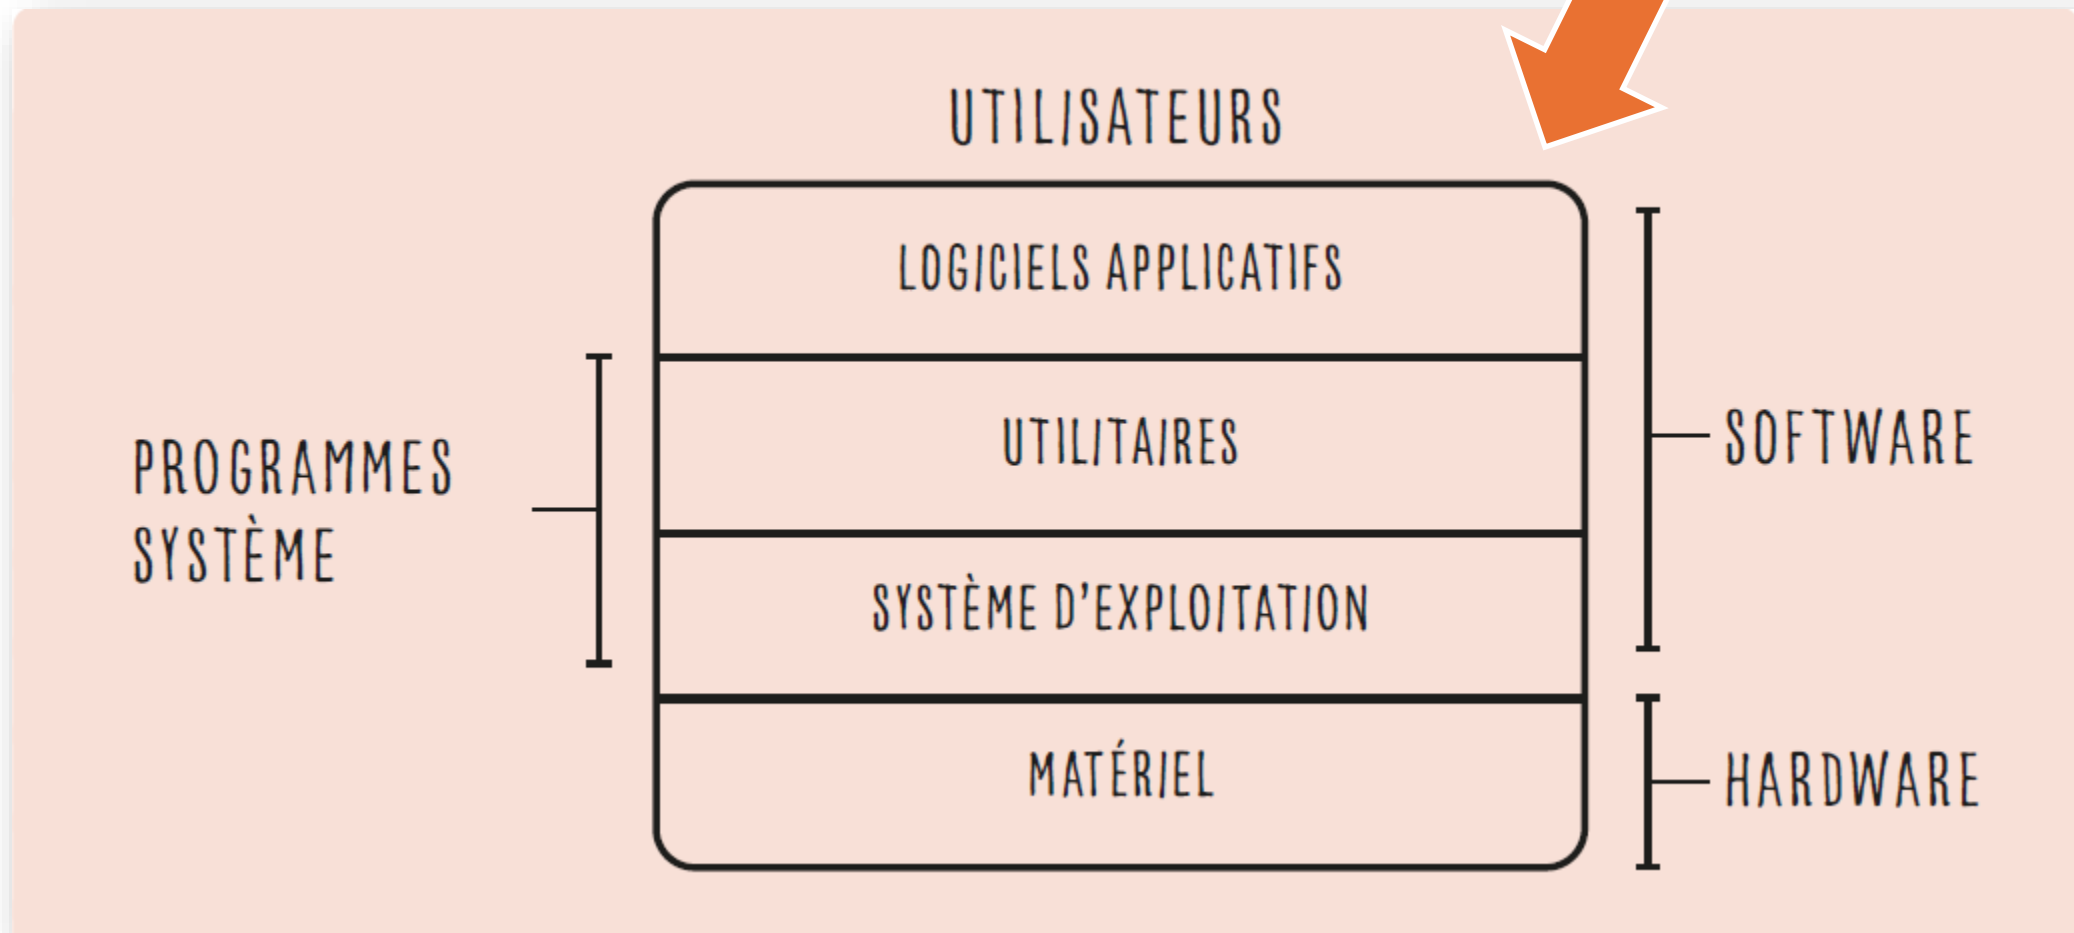 UTILISATEURS
LOGICIELS APPLICATIFS
UTILITAIRES
PROGRAMMES
SYSTÈME
SOFTWARE
SYSTÈME D'EXPLOITATION
MATÉRIEL
HARDWARE